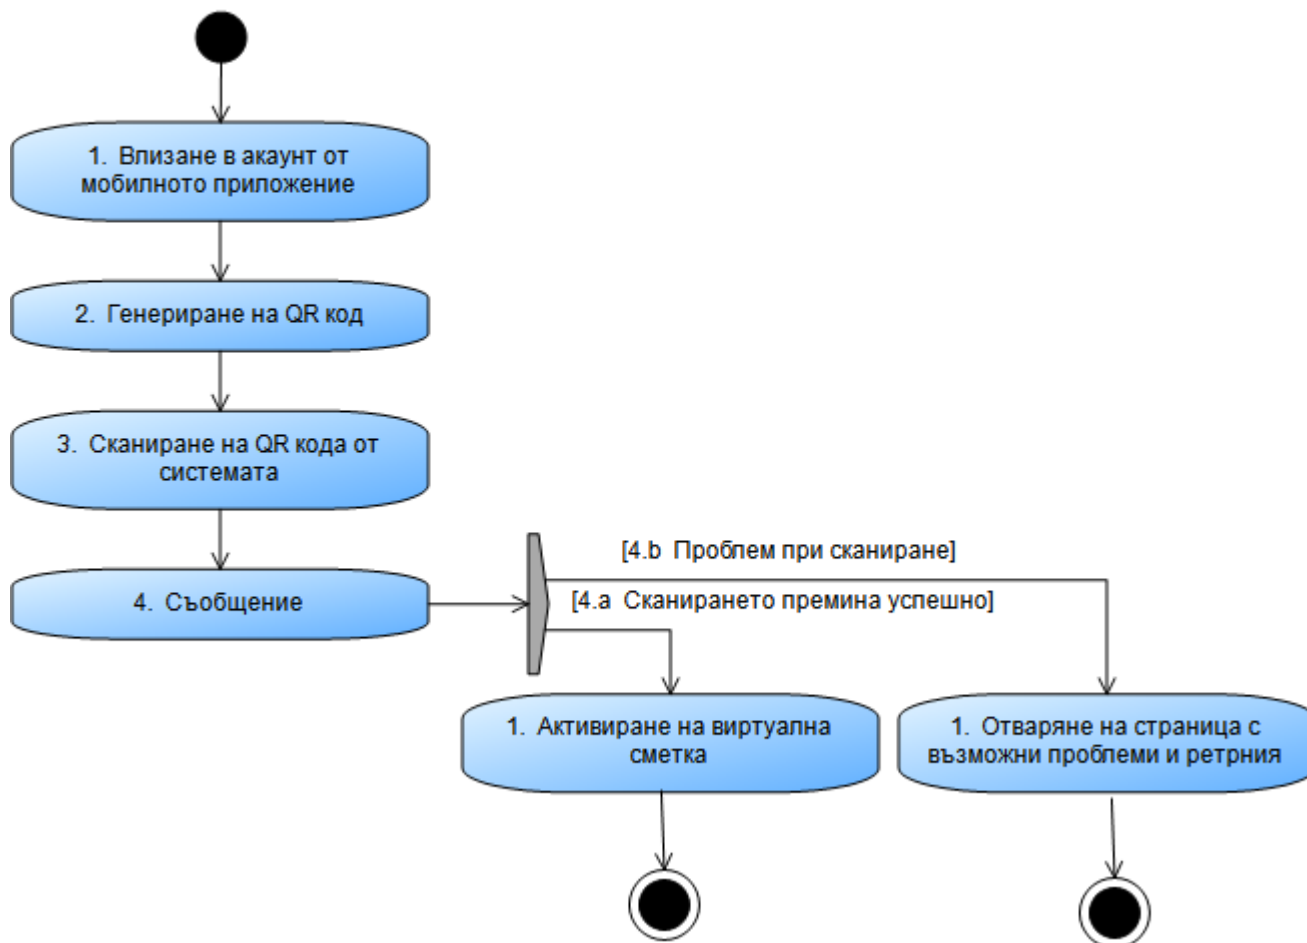 1. Влизане в акаунт от
мобилното приложение
2. Генериране на QR код
3. Сканиране на QR кода от
системата
4. Съобщение
[4.b Проблем при сканиране]
[4.a Сканирането премина успешно]
1. Активиране на виртуална
сметка
1. Отваряне на страница с
възможни проблеми и ретрния